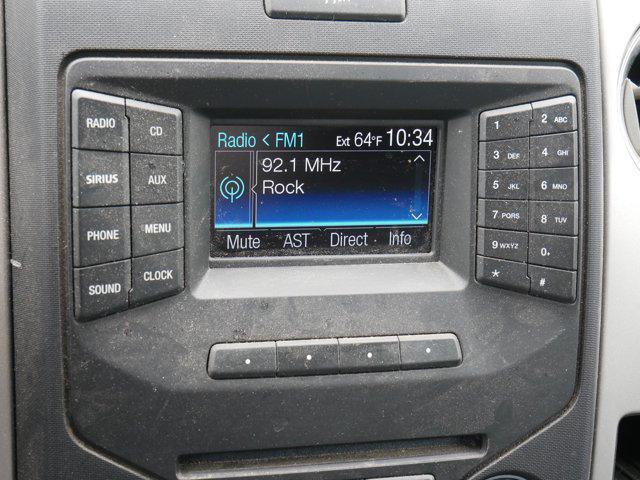 Radio < FM1 Ext 64°F 10:34
92.1 MHz
Rock
Mute AST Direct Info
RADIO CD
SIRIUS AUX
PHONE MENU
SOUND CLOCK
1 2 ABC
3 DEF 4 GHI
5 JKL 6 MNO
7 PQRS 8 TUV
9 WXYZ 0+
* #